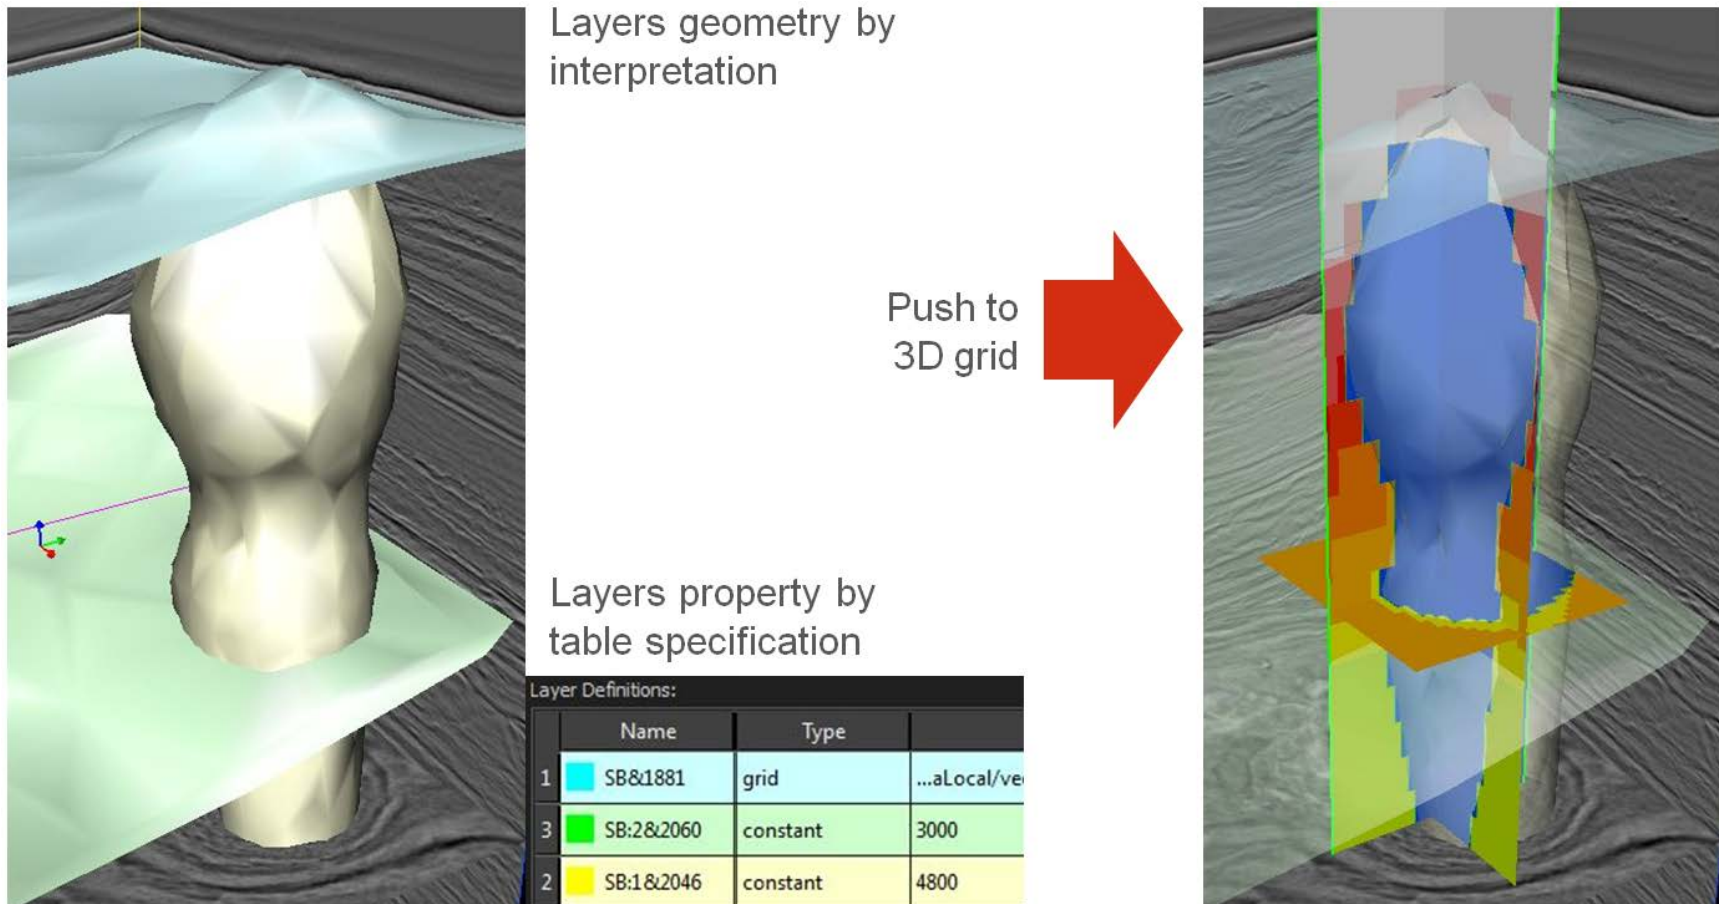 Layers geometry by
interpretation
Push to
3D grid
Layers property by
table specification
Layer Definitions:
Name Type
1 SB&1881 grid ...aLocal/ve
3 SB:2&2060 constant 3000
2 SB:1&2046 constant 4800